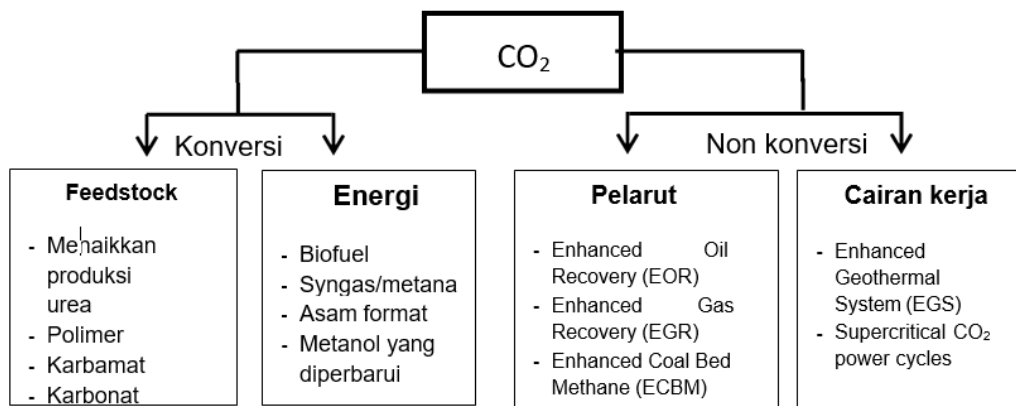 CO₂
Konversi
Non konversi
Feedstock
- Menaikkan
produksi
urea
- Polimer
- Karbamat
- Karbonat
Energi
- Biofuel
- Syngas/metana
- Asam format
- Metanol yang
diperbarui
Pelarut
- Enhanced Oil
Recovery (EOR)
- Enhanced Gas
Recovery (EGR)
- Enhanced Coal Bed
Methane (ECBM)
Cairan kerja
- Enhanced
Geothermal
System (EGS)
- Supercritical CO₂
power cycles